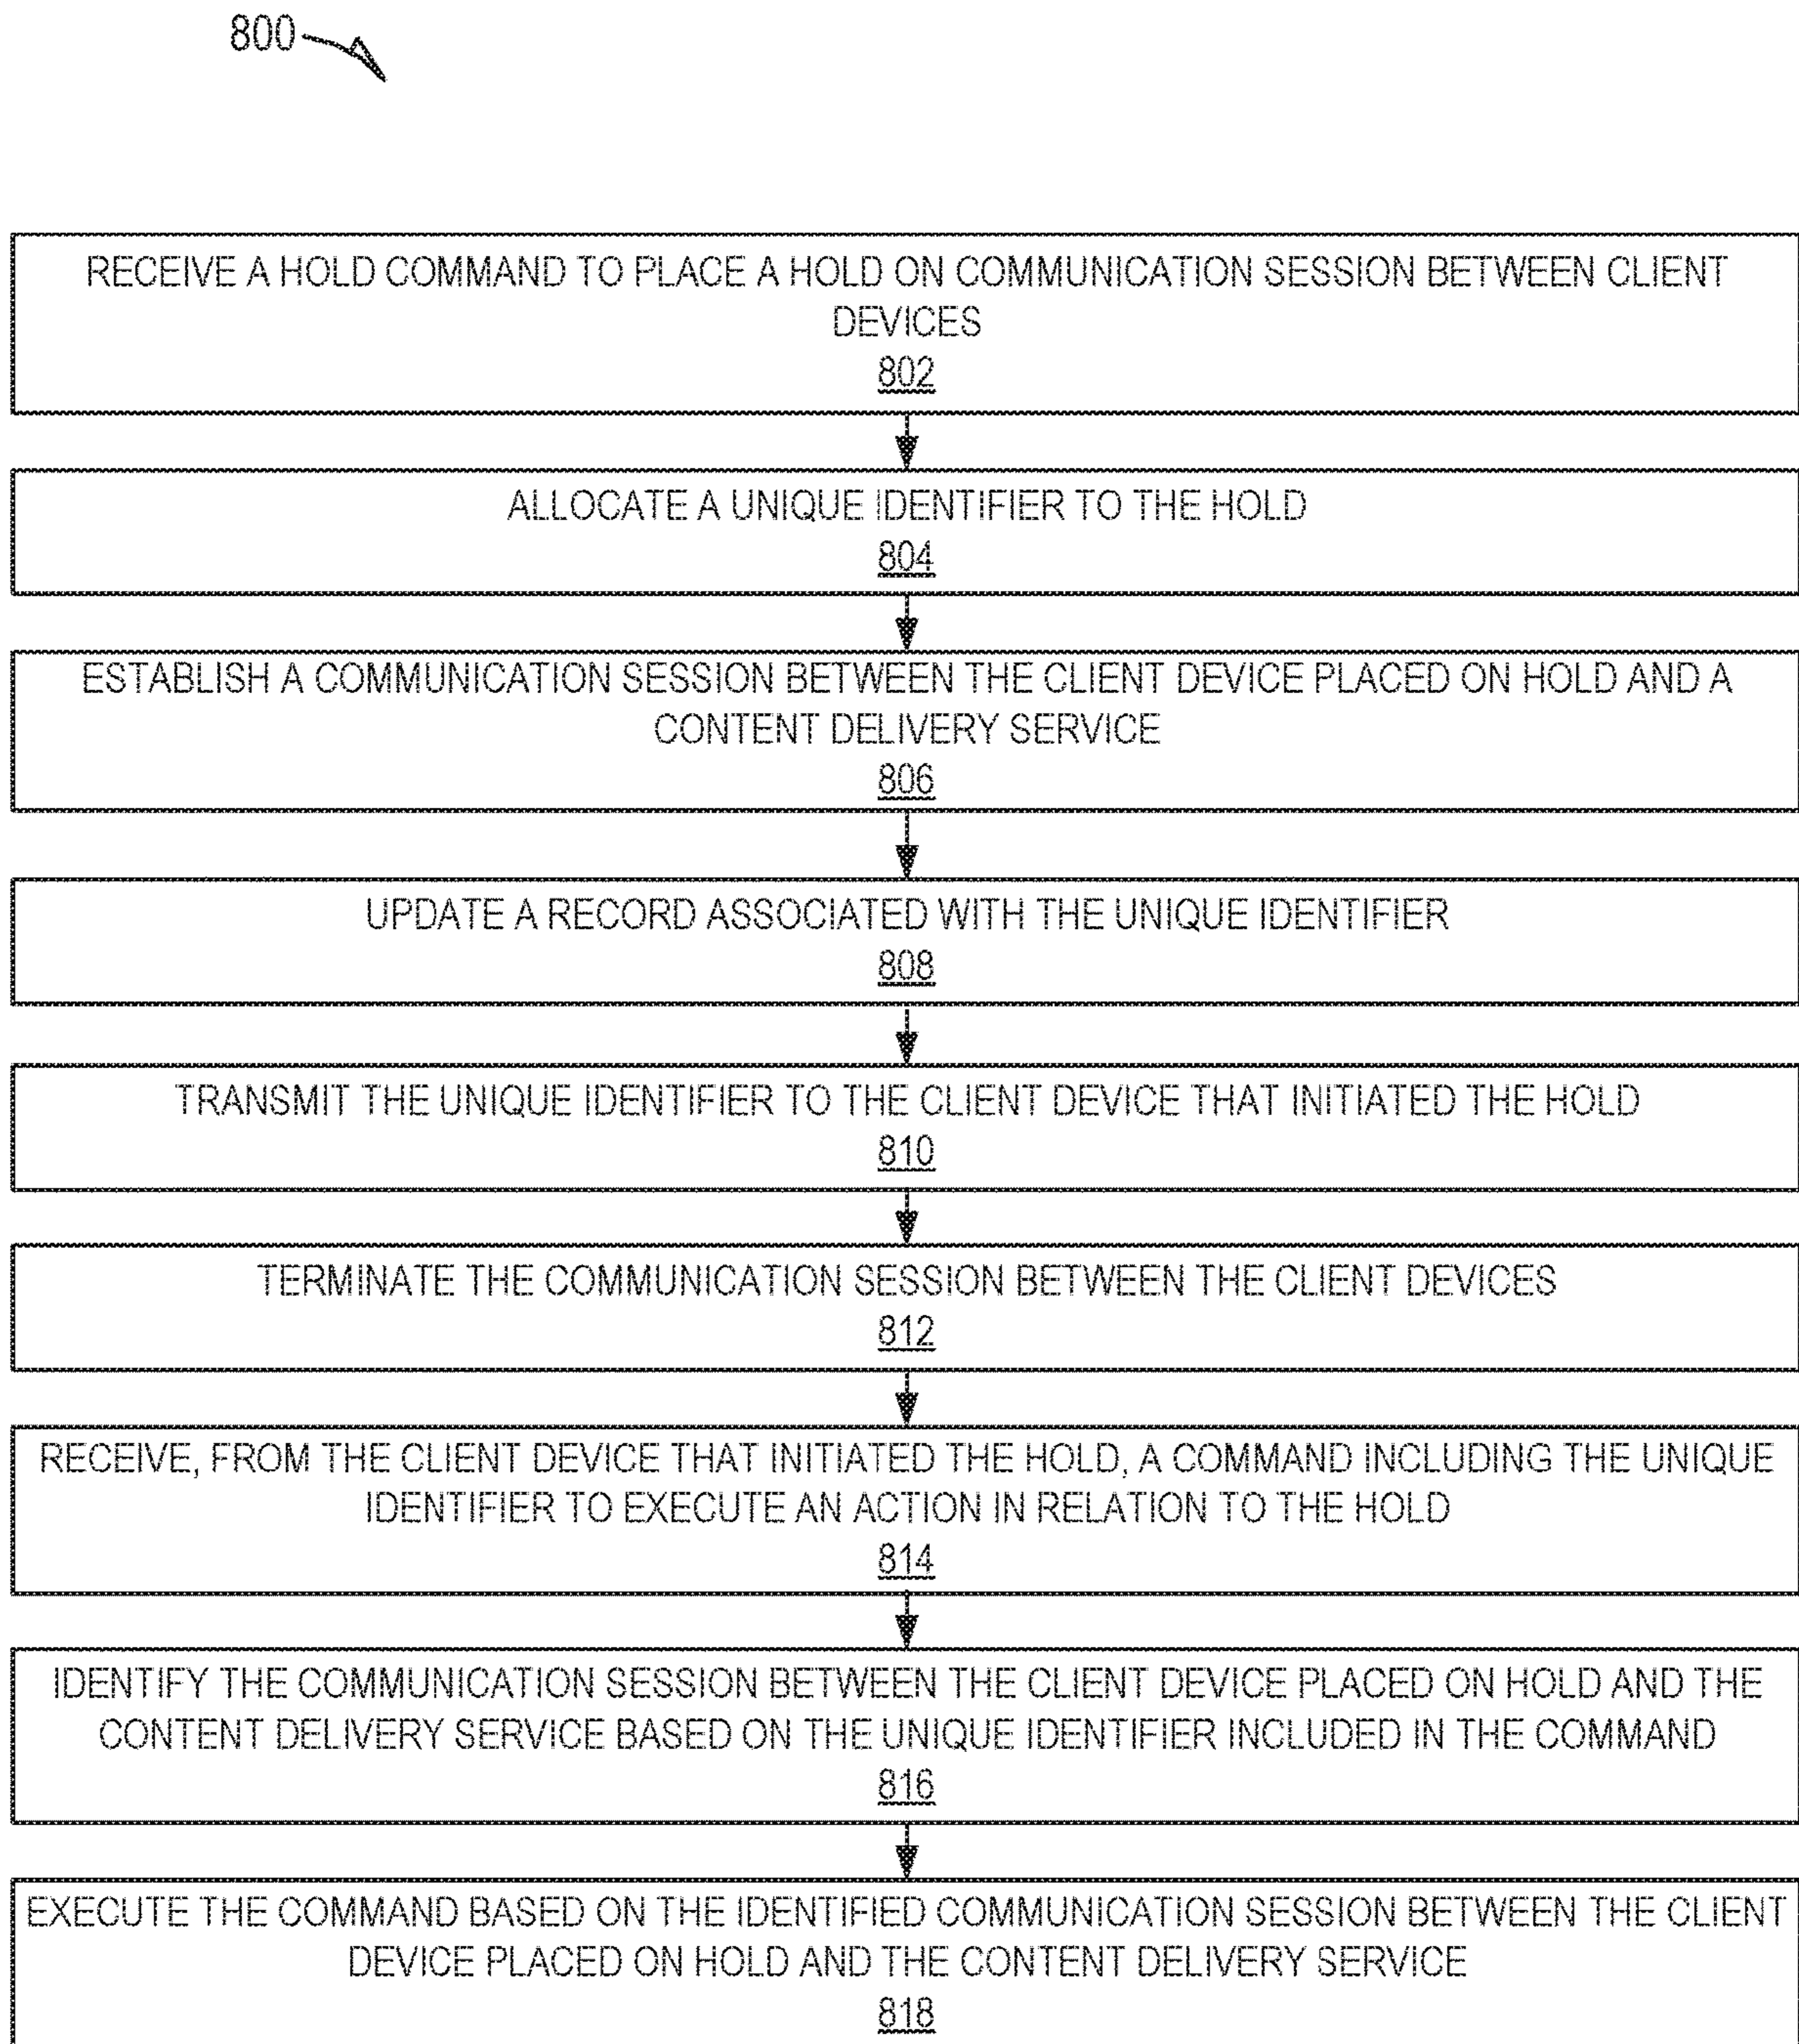 800
RECEIVE A HOLD COMMAND TO PLACE A HOLD ON COMMUNICATION SESSION BETWEEN CLIENT
DEVICES
802
ALLOCATE A UNIQUE IDENTIFIER TO THE HOLD
804
ESTABLISH A COMMUNICATION SESSION BETWEEN THE CLIENT DEVICE PLACED ON HOLD AND A
CONTENT DELIVERY SERVICE
806
UPDATE A RECORD ASSOCIATED WITH THE UNIQUE IDENTIFIER
808
TRANSMIT THE UNIQUE IDENTIFIER TO THE CLIENT DEVICE THAT INITIATED THE HOLD
810
TERMINATE THE COMMUNICATION SESSION BETWEEN THE CLIENT DEVICES
812
RECEIVE, FROM THE CLIENT DEVICE THAT INITIATED THE HOLD, A COMMAND INCLUDING THE UNIQUE
IDENTIFIER TO EXECUTE AN ACTION IN RELATION TO THE HOLD
814
IDENTIFY THE COMMUNICATION SESSION BETWEEN THE CLIENT DEVICE PLACED ON HOLD AND THE
CONTENT DELIVERY SERVICE BASED ON THE UNIQUE IDENTIFIER INCLUDED IN THE COMMAND
816
EXECUTE THE COMMAND BASED ON THE IDENTIFIED COMMUNICATION SESSION BETWEEN THE CLIENT
DEVICE PLACED ON HOLD AND THE CONTENT DELIVERY SERVICE
818